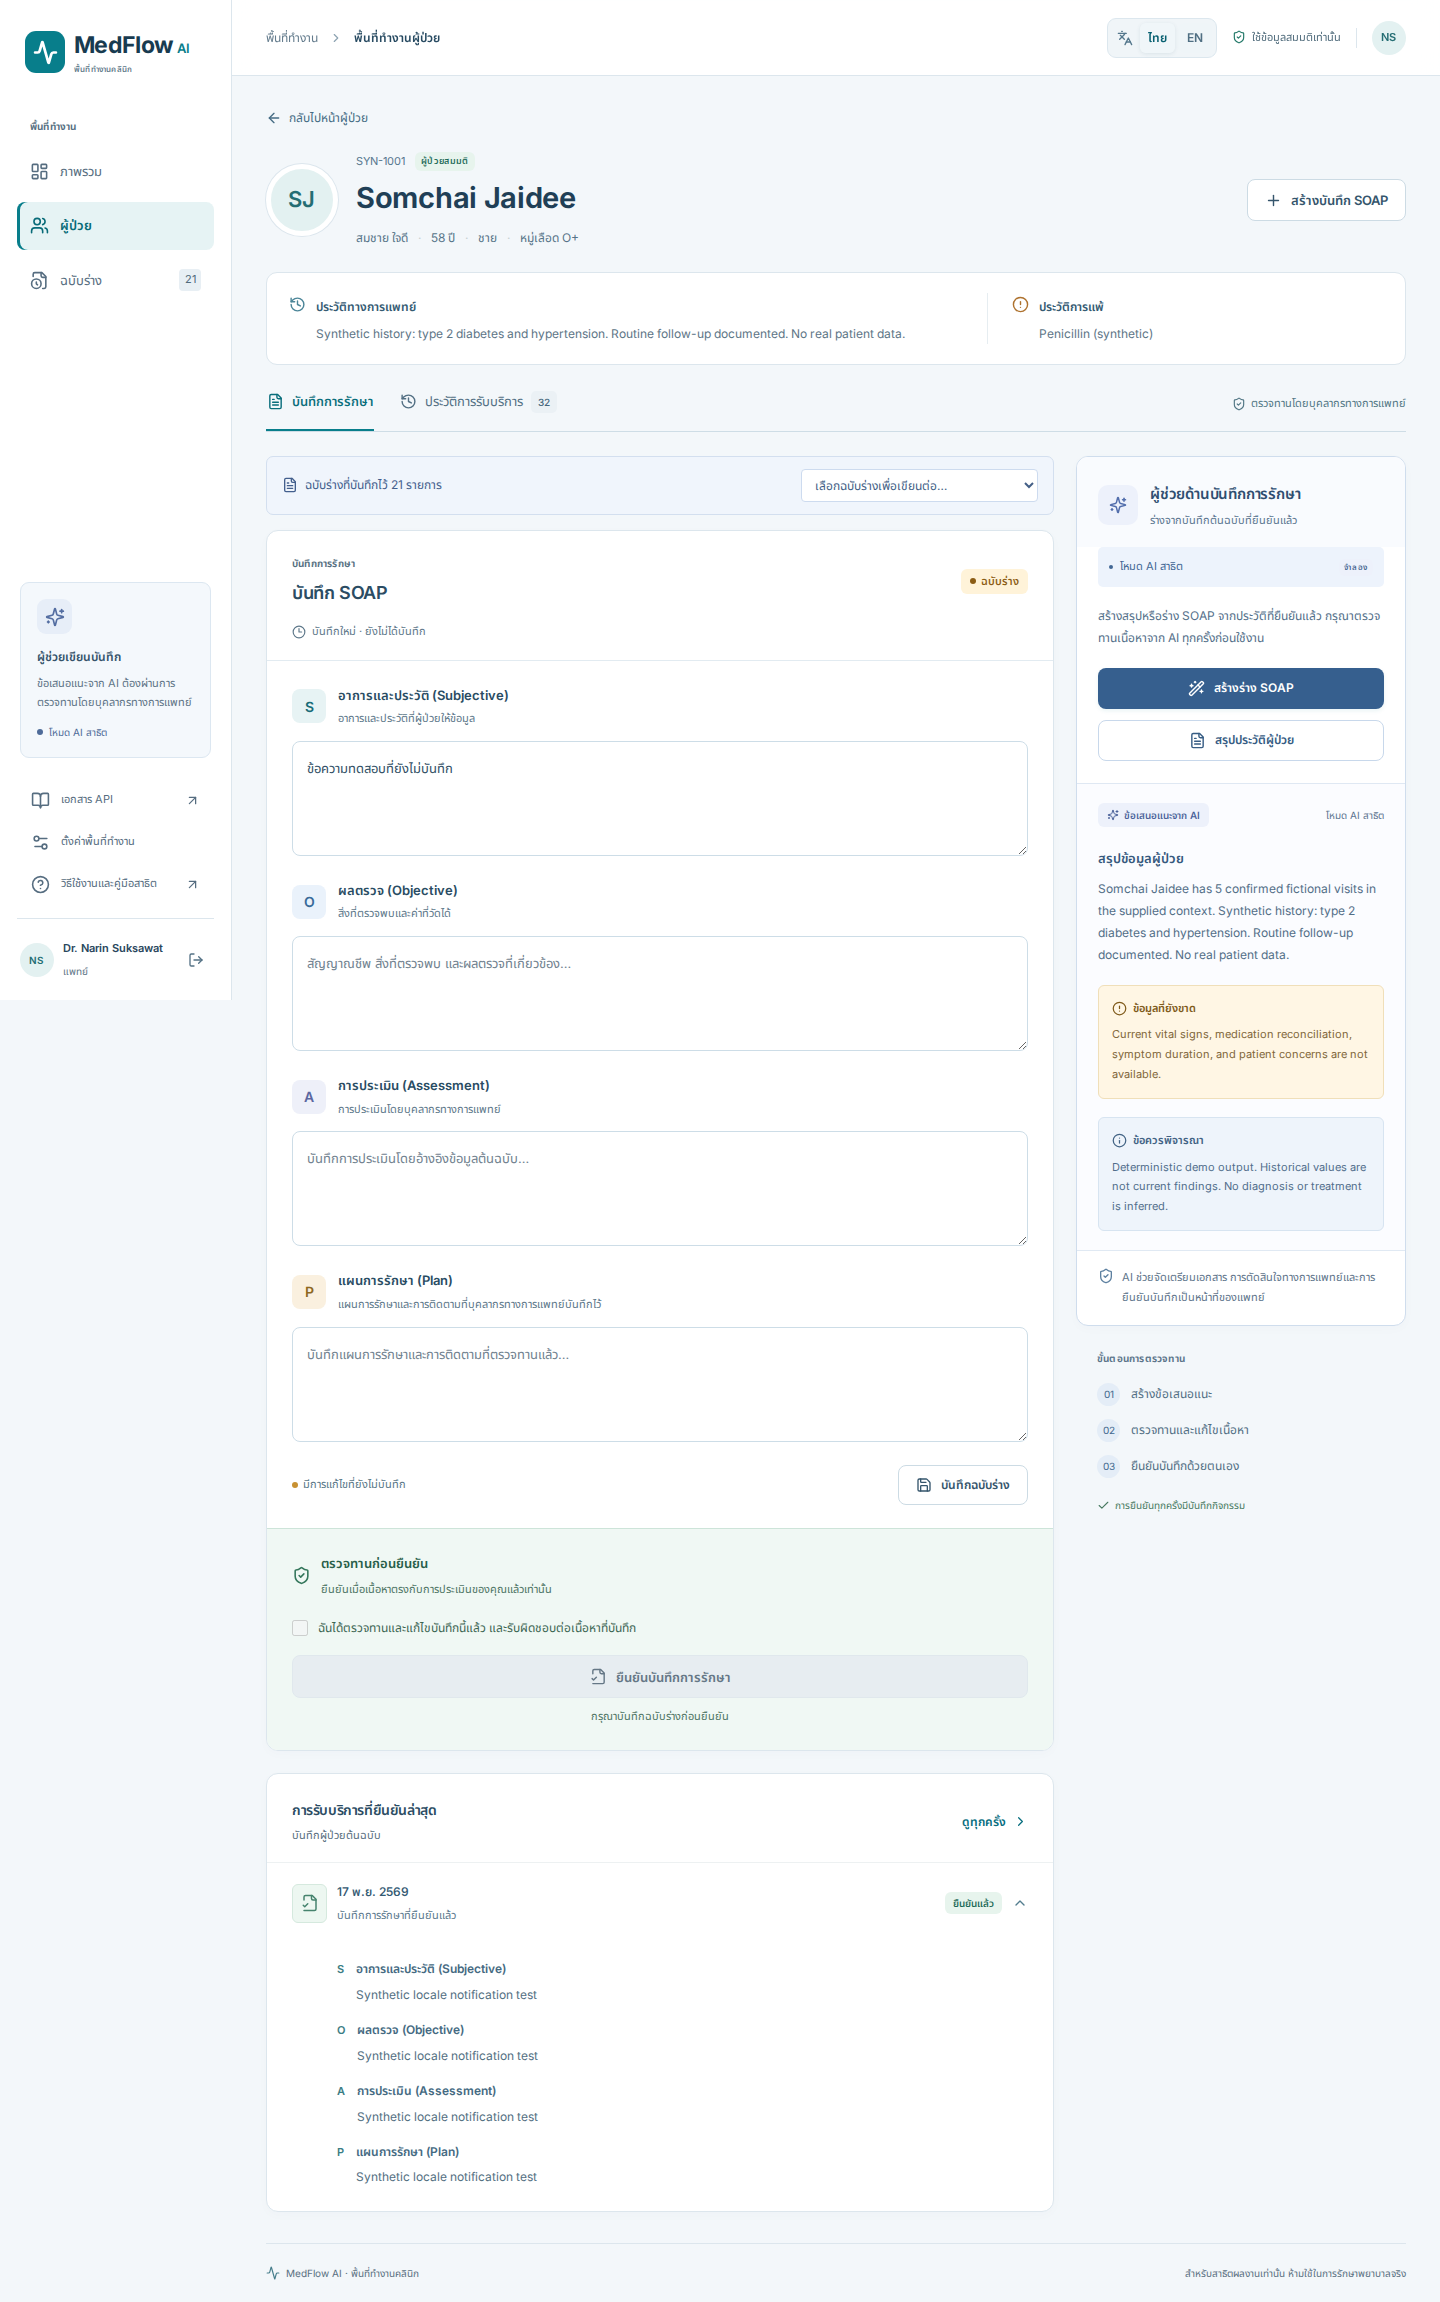 MedFlow AI
พื้นที่ทำงานคลินิก
พื้นที่ทำงาน
ภาพรวม
ผู้ป่วย
ฉบับร่าง 21
ผู้ช่วยเขียนบันทึก
ข้อเสนอแนะจาก AI ต้องผ่านการ
ตรวจทานโดยบุคลากรทางการแพทย์
โหมด AI สาธิต
เอกสาร API
ตั้งค่าพื้นที่ทำงาน
วิธีใช้งานและคู่มือสาธิต
NS Dr. Narin Suksawat
แพทย์
พื้นที่ทำงาน พื้นที่ทำงานผู้ป่วย
ไทย EN ใช้ข้อมูลสมมติเท่านั้น NS
กลับไปหน้าผู้ป่วย
SYN-1001 ผู้ป่วยสมมติ
SJ Somchai Jaidee
สมชาย ใจดี · 58 ปี · ชาย · หมู่เลือด O+
สร้างบันทึก SOAP
ประวัติทางการแพทย์
Synthetic history: type 2 diabetes and hypertension. Routine follow-up documented. No real patient data.
ประวัติการแพ้
Penicillin (synthetic)
บันทึกการรักษา ประวัติการรับบริการ 32
ตรวจทานโดยบุคลากรทางการแพทย์
ฉบับร่างที่บันทึกไว้ 21 รายการ
เลือกฉบับร่างเพื่อเขียนต่อ...
บันทึกการรักษา
บันทึก SOAP
ฉบับร่าง
บันทึกใหม่ · ยังไม่ได้บันทึก
S อาการและประวัติ (Subjective)
อาการและประวัติที่ผู้ป่วยให้ข้อมูล
ข้อความทดสอบที่ยังไม่บันทึก
O ผลตรวจ (Objective)
สิ่งที่ตรวจพบและค่าที่วัดได้
สัญญาณชีพ สิ่งที่ตรวจพบ และผลตรวจที่เกี่ยวข้อง...
A การประเมิน (Assessment)
การประเมินโดยบุคลากรทางการแพทย์
บันทึกการประเมินโดยอ้างอิงข้อมูลต้นฉบับ...
P แผนการรักษา (Plan)
แผนการรักษาและการติดตามที่บุคลากรทางการแพทย์บันทึกไว้
บันทึกแผนการรักษาและการติดตามที่ตรวจทานแล้ว...
มีการแก้ไขที่ยังไม่บันทึก
บันทึกฉบับร่าง
ตรวจทานก่อนยืนยัน
ยืนยันเมื่อเนื้อหาตรงกับการประเมินของคุณแล้วเท่านั้น
ฉันได้ตรวจทานและแก้ไขบันทึกนี้แล้ว และรับผิดชอบต่อเนื้อหาที่บันทึก
ยืนยันบันทึกการรักษา
กรุณาบันทึกฉบับร่างก่อนยืนยัน
ผู้ช่วยด้านบันทึกการรักษา
ร่างจากบันทึกต้นฉบับที่ยืนยันแล้ว
โหมด AI สาธิต จำลอง
สร้างสรุปหรือร่าง SOAP จากประวัติที่ยืนยันแล้ว กรุณาตรวจ
ทานเนื้อหาจาก AI ทุกครั้งก่อนใช้งาน
สร้างร่าง SOAP
สรุปประวัติผู้ป่วย
ข้อเสนอแนะจาก AI โหมด AI สาธิต
สรุปข้อมูลผู้ป่วย
Somchai Jaidee has 5 confirmed fictional visits in
the supplied context. Synthetic history: type 2
diabetes and hypertension. Routine follow-up
documented. No real patient data.
ข้อมูลที่ยังขาด
Current vital signs, medication reconciliation,
symptom duration, and patient concerns are not
available.
ข้อควรพิจารณา
Deterministic demo output. Historical values are
not current findings. No diagnosis or treatment
is inferred.
AI ช่วยจัดเตรียมเอกสาร การตัดสินใจทางการแพทย์และการ
ยืนยันบันทึกเป็นหน้าที่ของแพทย์
ขั้นตอนการตรวจทาน
01 สร้างข้อเสนอแนะ
02 ตรวจทานและแก้ไขเนื้อหา
03 ยืนยันบันทึกด้วยตนเอง
การยืนยันทุกครั้งมีบันทึกกิจกรรม
การรับบริการที่ยืนยันล่าสุด
บันทึกผู้ป่วยต้นฉบับ
ดูทุกครั้ง
17 พ.ย. 2569
บันทึกการรักษาที่ยืนยันแล้ว
ยืนยันแล้ว
S อาการและประวัติ (Subjective)
Synthetic locale notification test
O ผลตรวจ (Objective)
Synthetic locale notification test
A การประเมิน (Assessment)
Synthetic locale notification test
P แผนการรักษา (Plan)
Synthetic locale notification test
MedFlow AI · พื้นที่ทำงานคลินิก
สำหรับสาธิตผลงานเท่านั้น ห้ามใช้ในการรักษาพยาบาลจริง